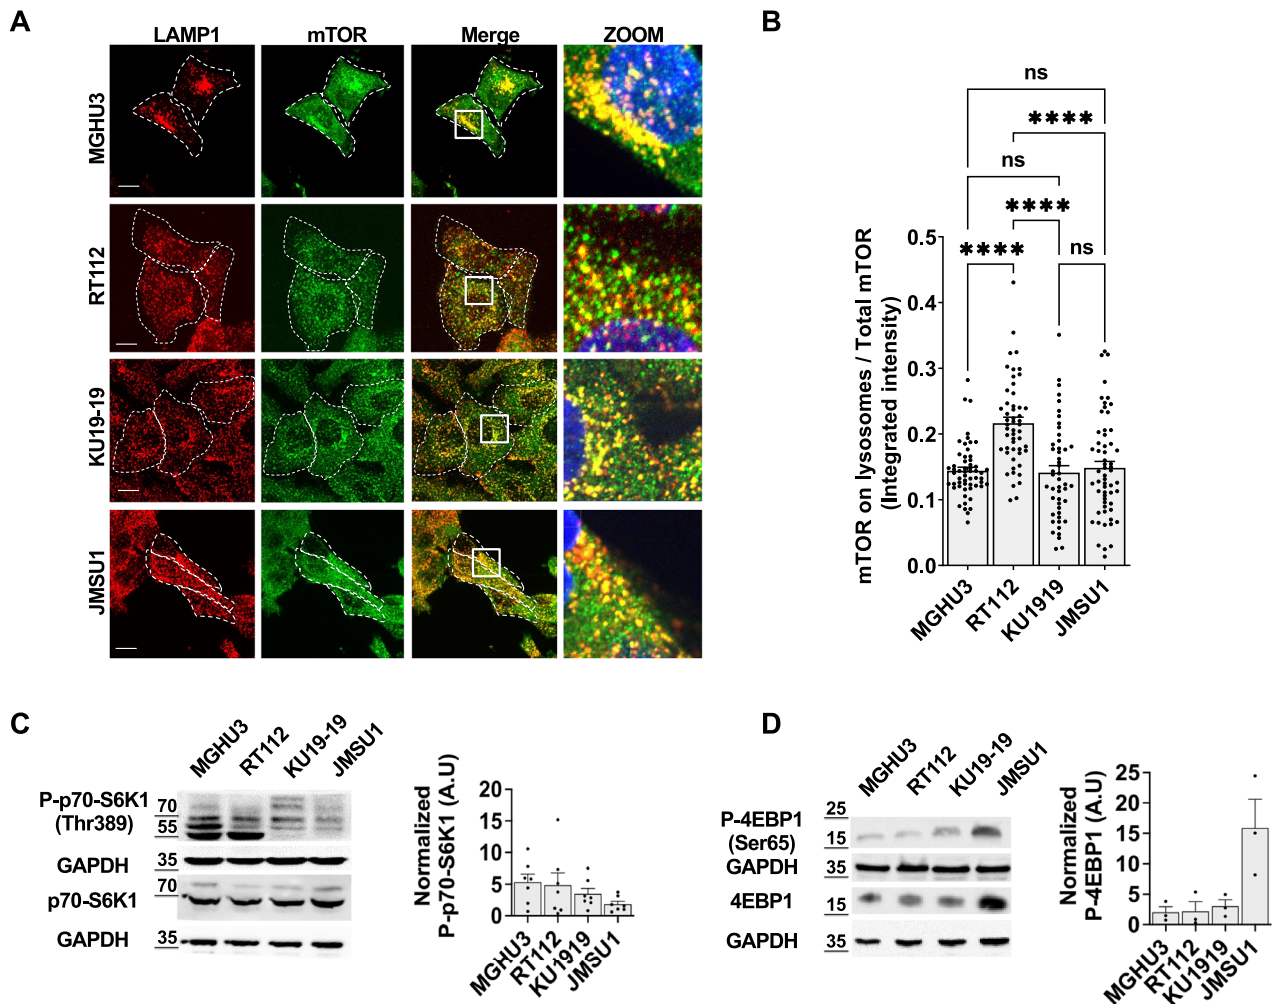 A
LAMP1 mTOR Merge ZOOM
MGHU3
RT112
KU19-19
JMSU1
B
ns
****
ns
****
**** ns
mTOR on lysosomes / Total mTOR
(Integrated intensity)
0.5
0.4
0.3
0.2
0.1
0.0
MGHU3 RT112 KU1919 JMSU1
C
MGHU3 RT112 KU19-19 JMSU1
P-p70-S6K1
(Thr389)
70
55
GAPDH 35
70
p70-S6K1
GAPDH 35
Normalized
P-p70-S6K1 (A.U)
20
15
10
5
0
MGHU3 RT112 KU1919 JMSU1
D
MGHU3 RT112 KU19-19 JMSU1
25
P-4EBP1
(Ser65)
15
GAPDH 35
4EBP1 15
GAPDH 35
Normalized
P-4EBP1 (A.U)
25
20
15
10
5
0
MGHU3 RT112 KU1919 JMSU1